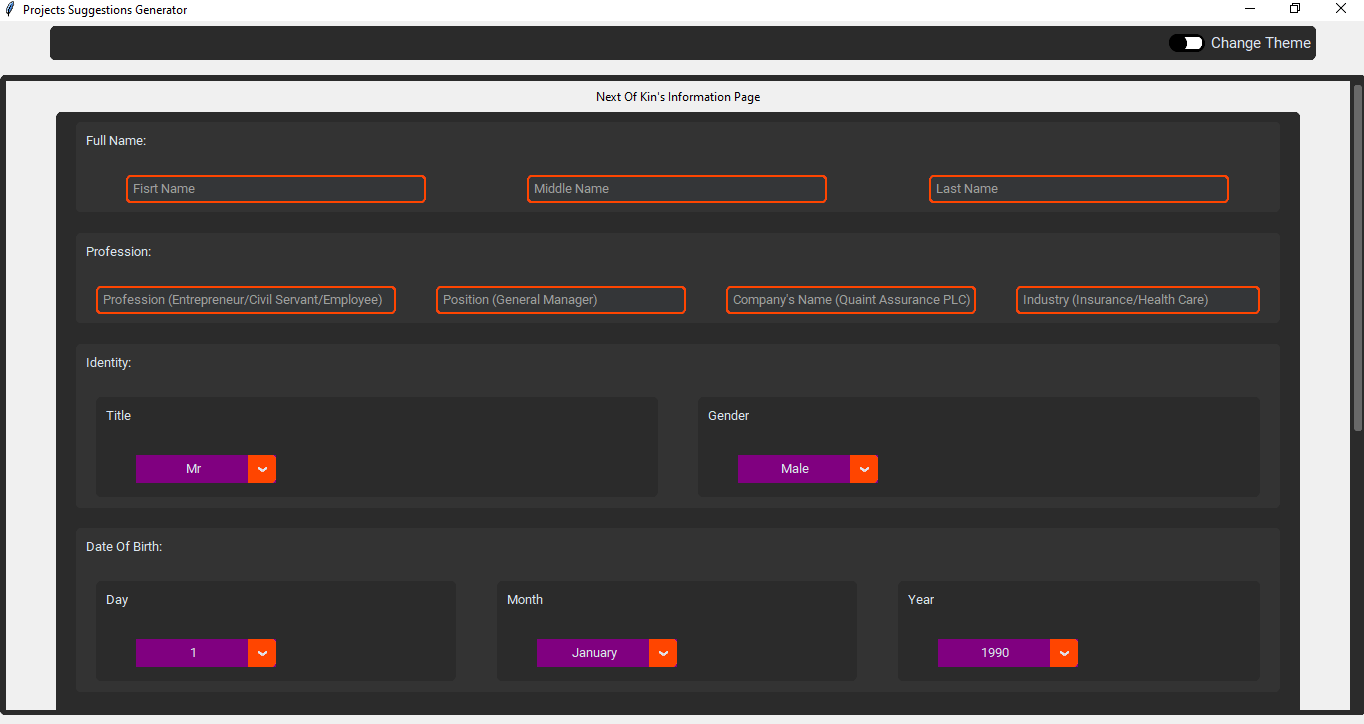 Projects Suggestions Generator
Change Theme
Next Of Kin's Information Page
Full Name:
Fisrt Name
Middle Name
Last Name
Profession:
Profession (Entrepreneur/Civil Servant/Employee)
Position (General Manager)
Company's Name (Quaint Assurance PLC)
Industry (Insurance/Health Care)
Identity:
Title
Gender
Mr
Male
Date Of Birth:
Day
Month
Year
1
January
1990